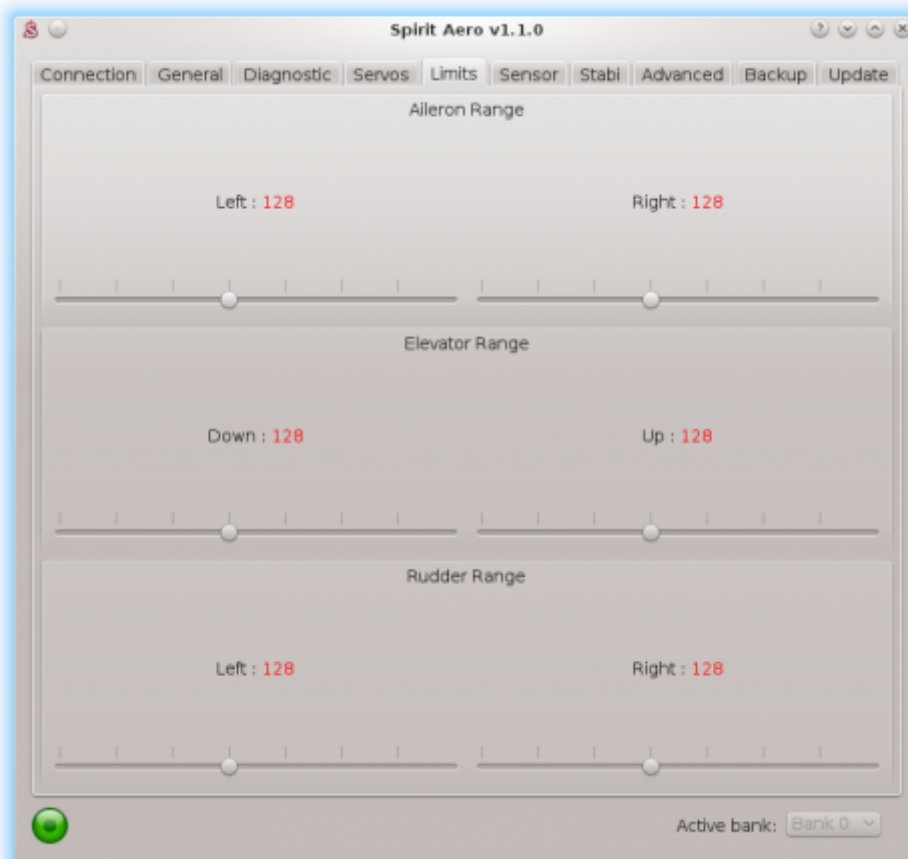 Spirit Aero v1.1.0
Connection General Diagnostic Servos Limits Sensor Stabi Advanced Backup Update
Aileron Range
Left : 128 Right : 128
Elevator Range
Down : 128 Up : 128
Rudder Range
Left : 128 Right : 128
Active bank: Bank 0